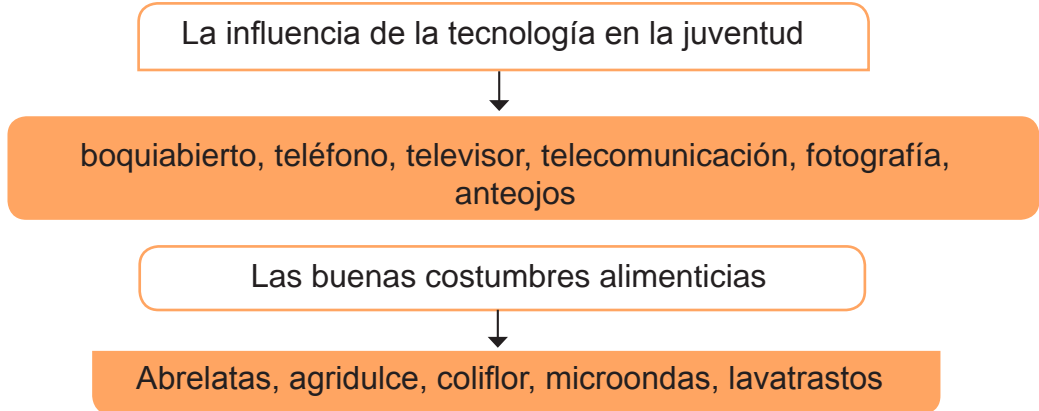 La influencia de la tecnología en la juventud
boquiabierto, teléfono, televisor, telecomunicación, fotografía,
anteojos
Las buenas costumbres alimenticias
Abrelatas, agridulce, coliflor, microondas, lavatrastos